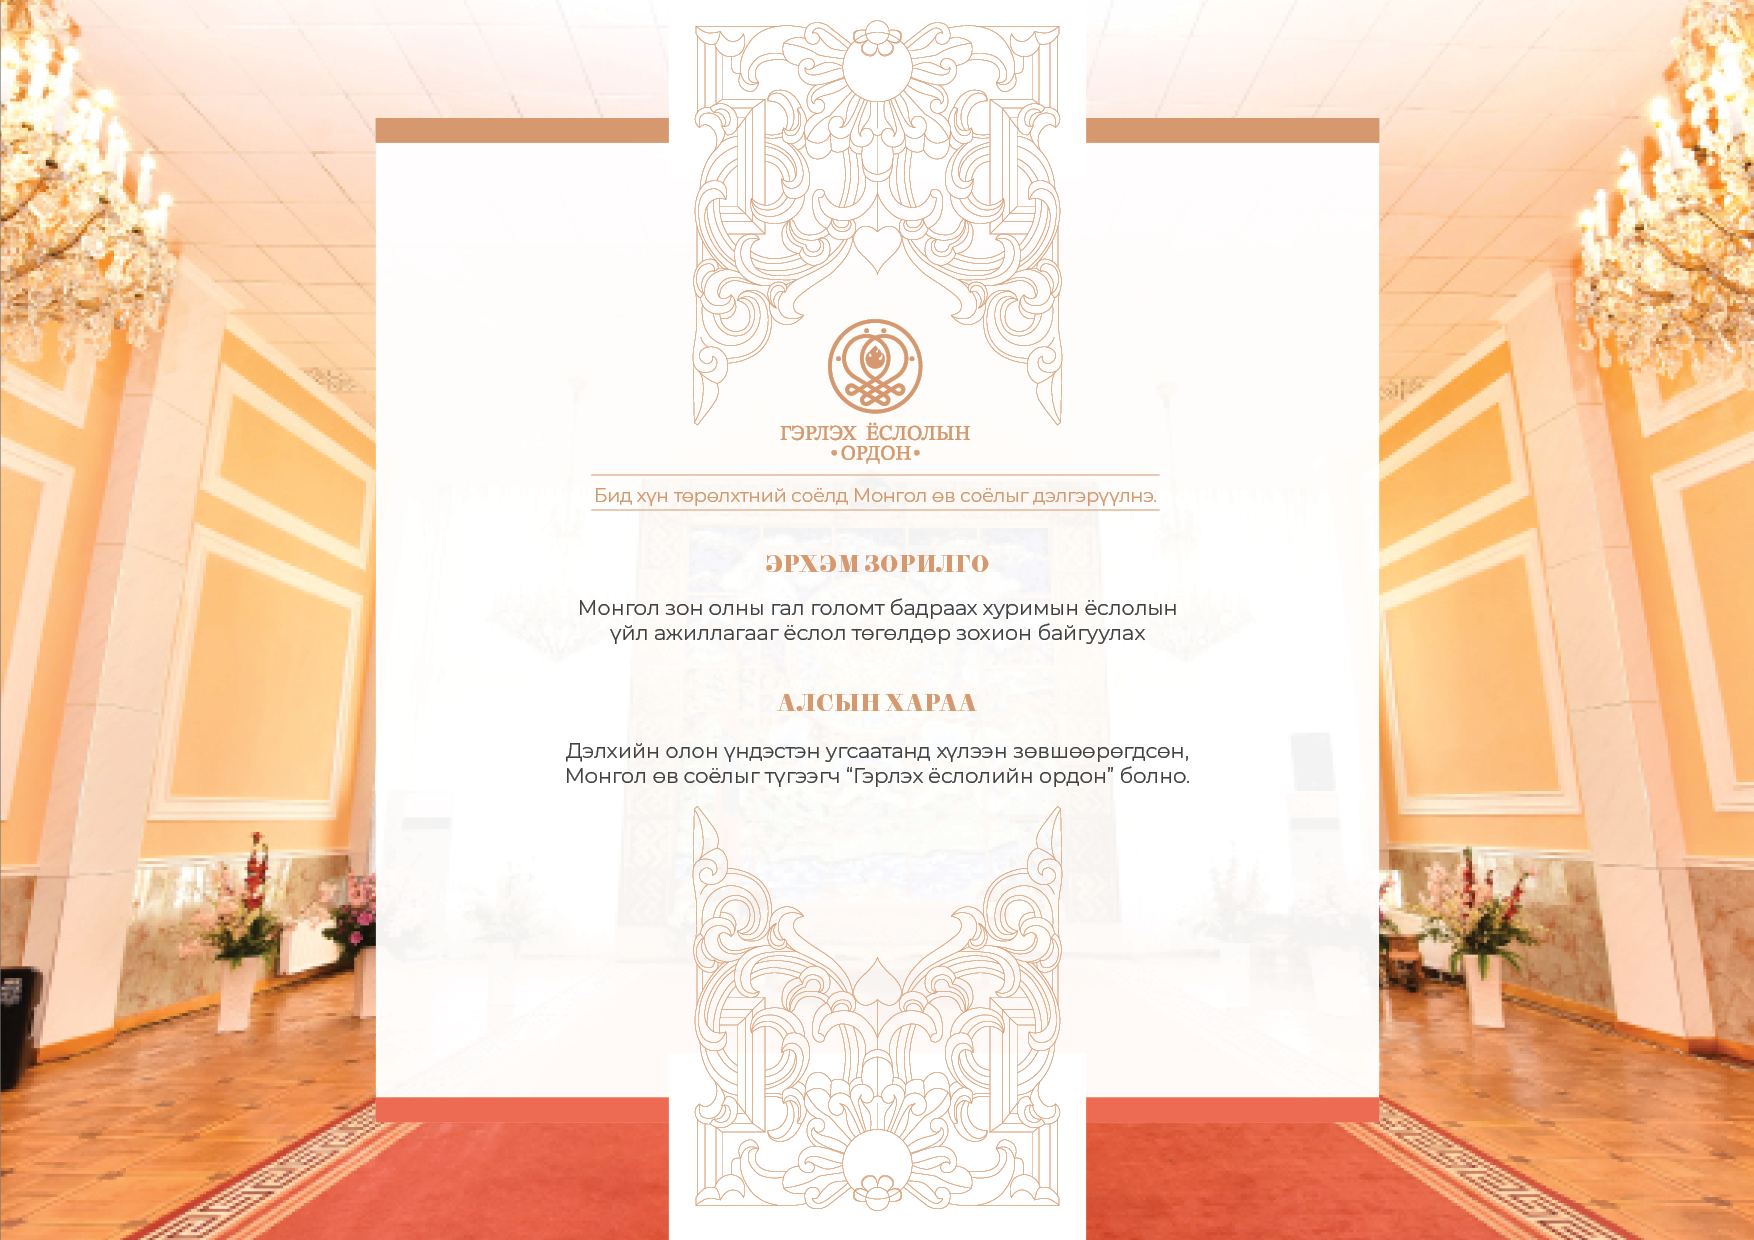 ГЭРЛЭХ ЁСЛОЛЫН
•ОРДОН•
Бид хүн төрөлхтний соёлд Монгол өв соёлыг дэлгэрүүлнэ.
ЭРХЭМ ЗОРИЛГО
Монгол зон олны гал голомт бадраах хуримын ёслолын
үйл ажиллагааг ёслол төгөлдөр зохион байгуулах
АЛСЫН ХАРАА
Дэлхийн олон үндэстэн угсаатанд хүлээн зөвшөөрөгдсөн,
Монгол өв соёлыг түгээгч “Гэрлэх ёслолийн ордон” болно.